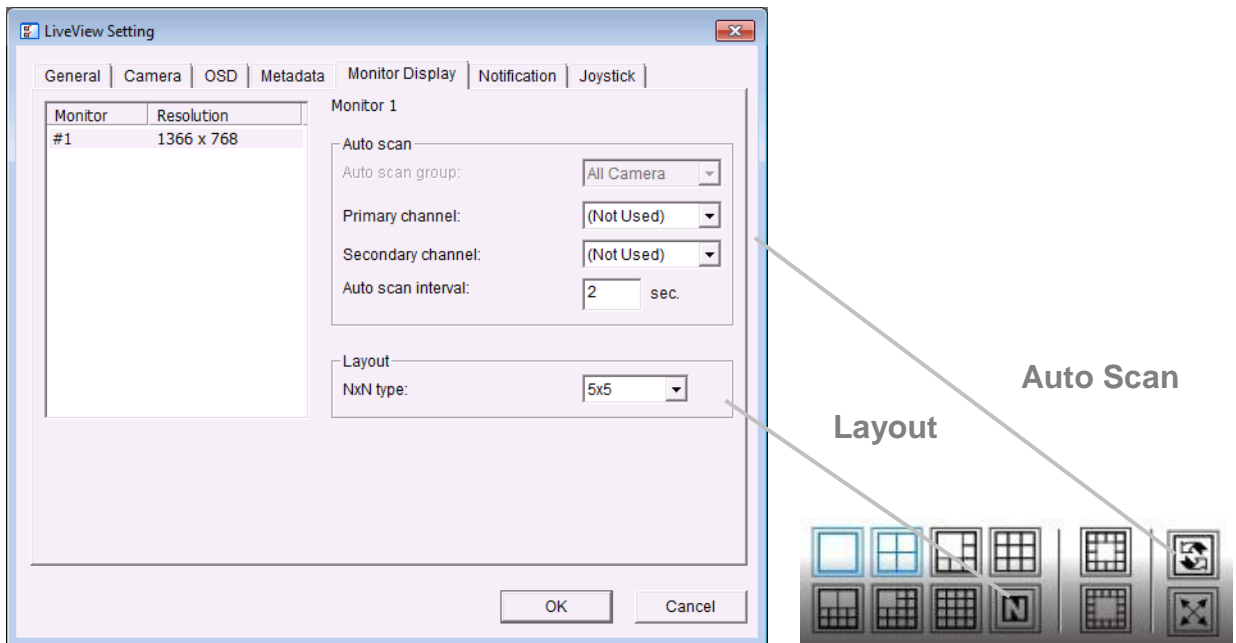 LiveView Setting
General Camera OSD Metadata Monitor Display Notification Joystick
Monitor Resolution
#1 1366 x 768
Monitor 1
Auto scan
Auto scan group: All Camera
Primary channel: (Not Used)
Secondary channel: (Not Used)
Auto scan interval: 2 sec.
Layout
NxN type: 5x5
OK Cancel
Auto Scan
Layout
N